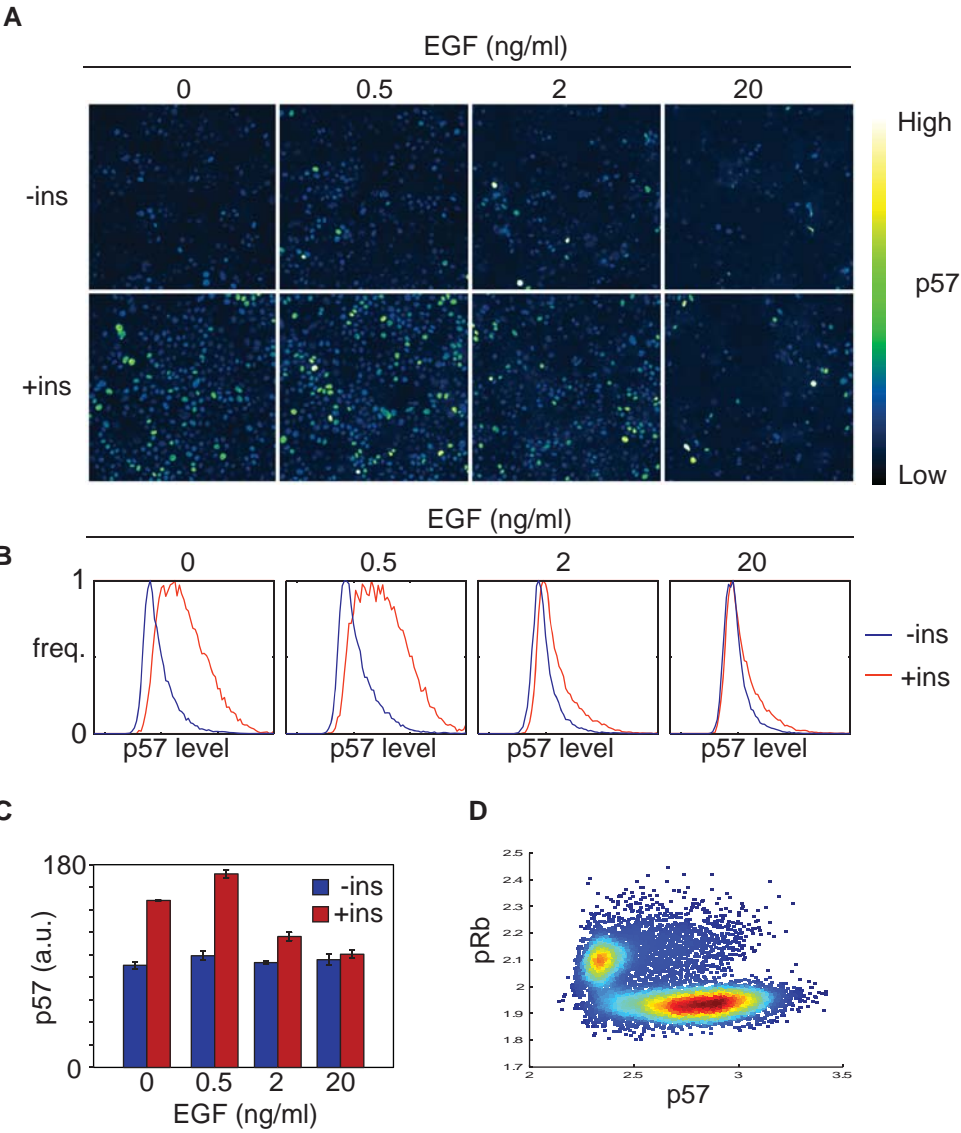 A
EGF (ng/ml)
0 0.5 2 20
-ins
+ins
High
p57
Low
B
EGF (ng/ml)
0 0.5 2 20
1
freq.
0
p57 level p57 level p57 level p57 level
-ins
+ins
C
180
p57 (a.u.)
0
-ins
+ins
0 0.5 2 20
EGF (ng/ml)
D
2.5
2.4
2.3
2.2
2.1
2
1.9
1.8
1.7
pRb
2 2.5 3 3.5
p57